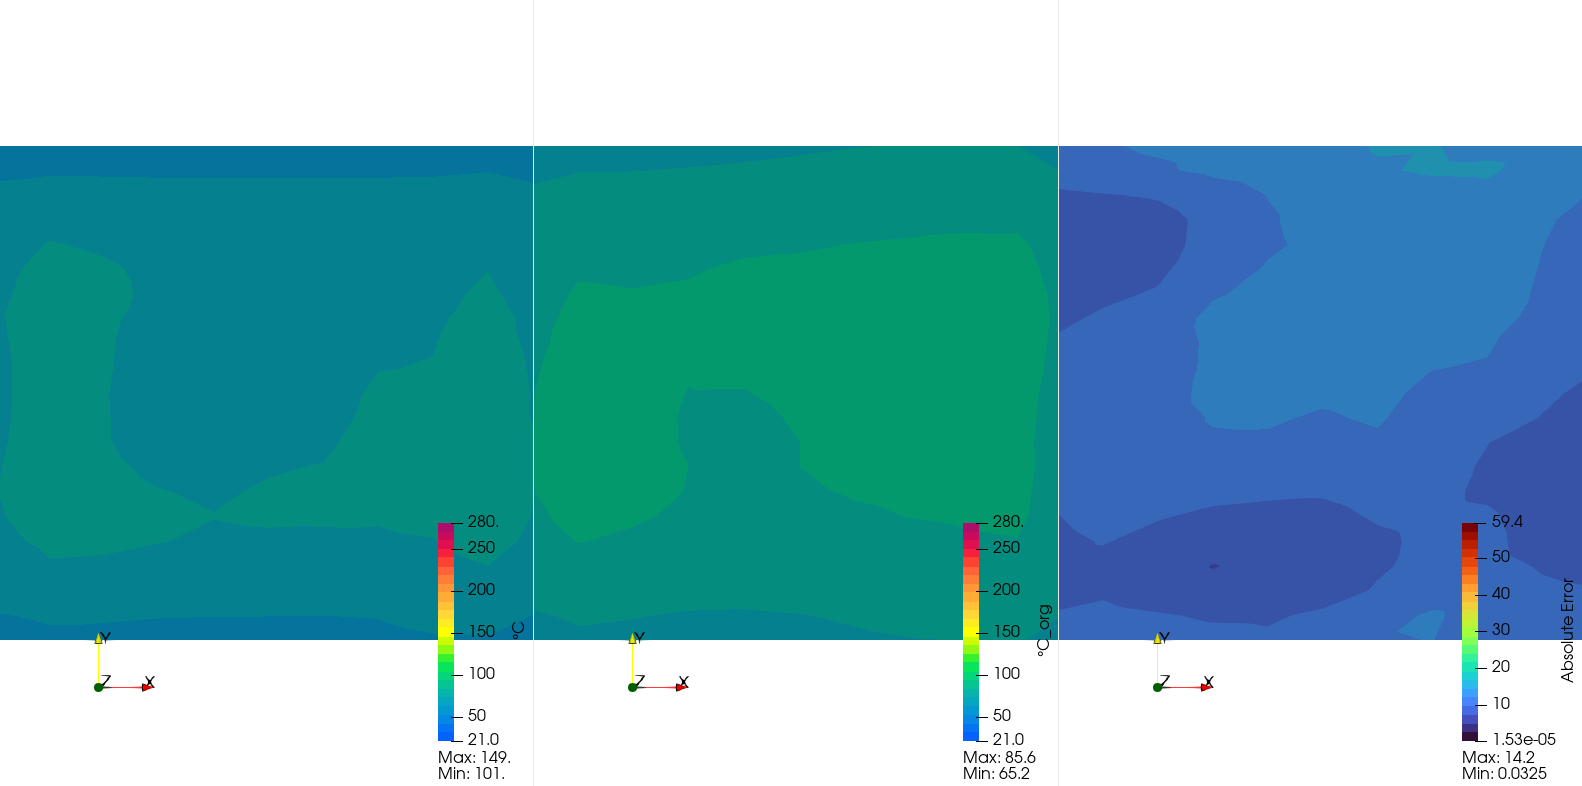 280.
250
200
150
100
50
21.0
°C
Max: 149.
Min: 101.
Y
Z
X
280.
250
200
150
100
50
21.0
°C_org
Max: 85.6
Min: 65.2
Y
Z
X
59.4
50
40
30
20
10
1.53e-05
Absolute Error
Max: 14.2
Min: 0.0325
Y
Z
X